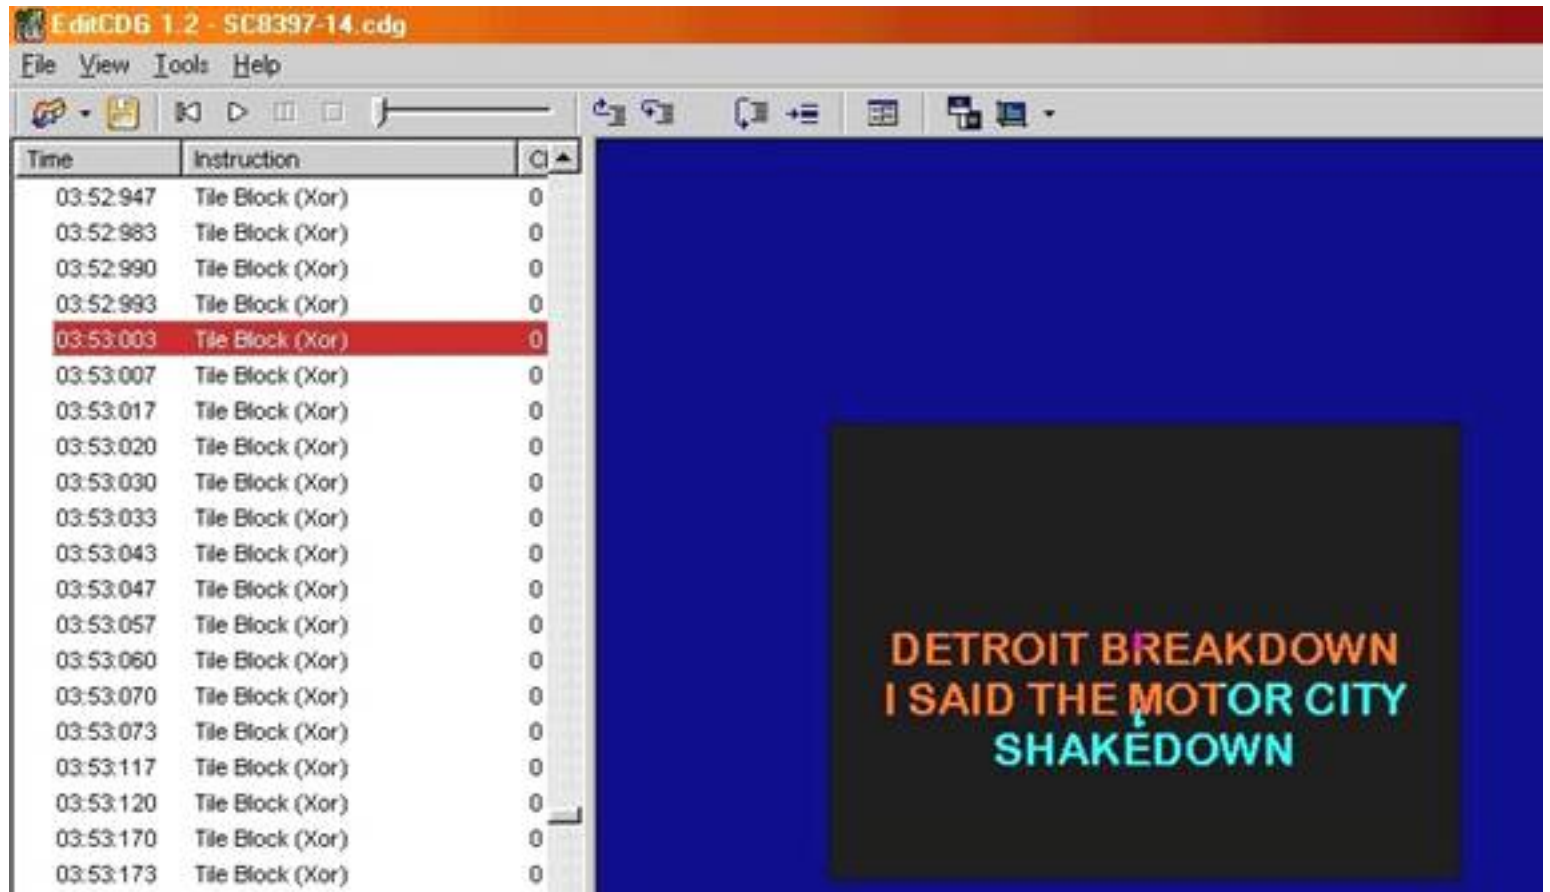 EditCDG 1.2 - SC8397-14.cdg
File View Tools Help
Time Instruction
03:52:947 Tile Block (Xor) 0
03:52:983 Tile Block (Xor) 0
03:52:990 Tile Block (Xor) 0
03:52:993 Tile Block (Xor) 0
03:53:003 Tile Block (Xor) 0
03:53:007 Tile Block (Xor) 0
03:53:017 Tile Block (Xor) 0
03:53:020 Tile Block (Xor) 0
03:53:030 Tile Block (Xor) 0
03:53:033 Tile Block (Xor) 0
03:53:043 Tile Block (Xor) 0
03:53:047 Tile Block (Xor) 0
03:53:057 Tile Block (Xor) 0
03:53:060 Tile Block (Xor) 0
03:53:070 Tile Block (Xor) 0
03:53:073 Tile Block (Xor) 0
03:53:117 Tile Block (Xor) 0
03:53:120 Tile Block (Xor) 0
03:53:170 Tile Block (Xor) 0
03:53:173 Tile Block (Xor) 0
DETROIT BREAKDOWN
I SAID THE MOTOR CITY
SHAKEDOWN